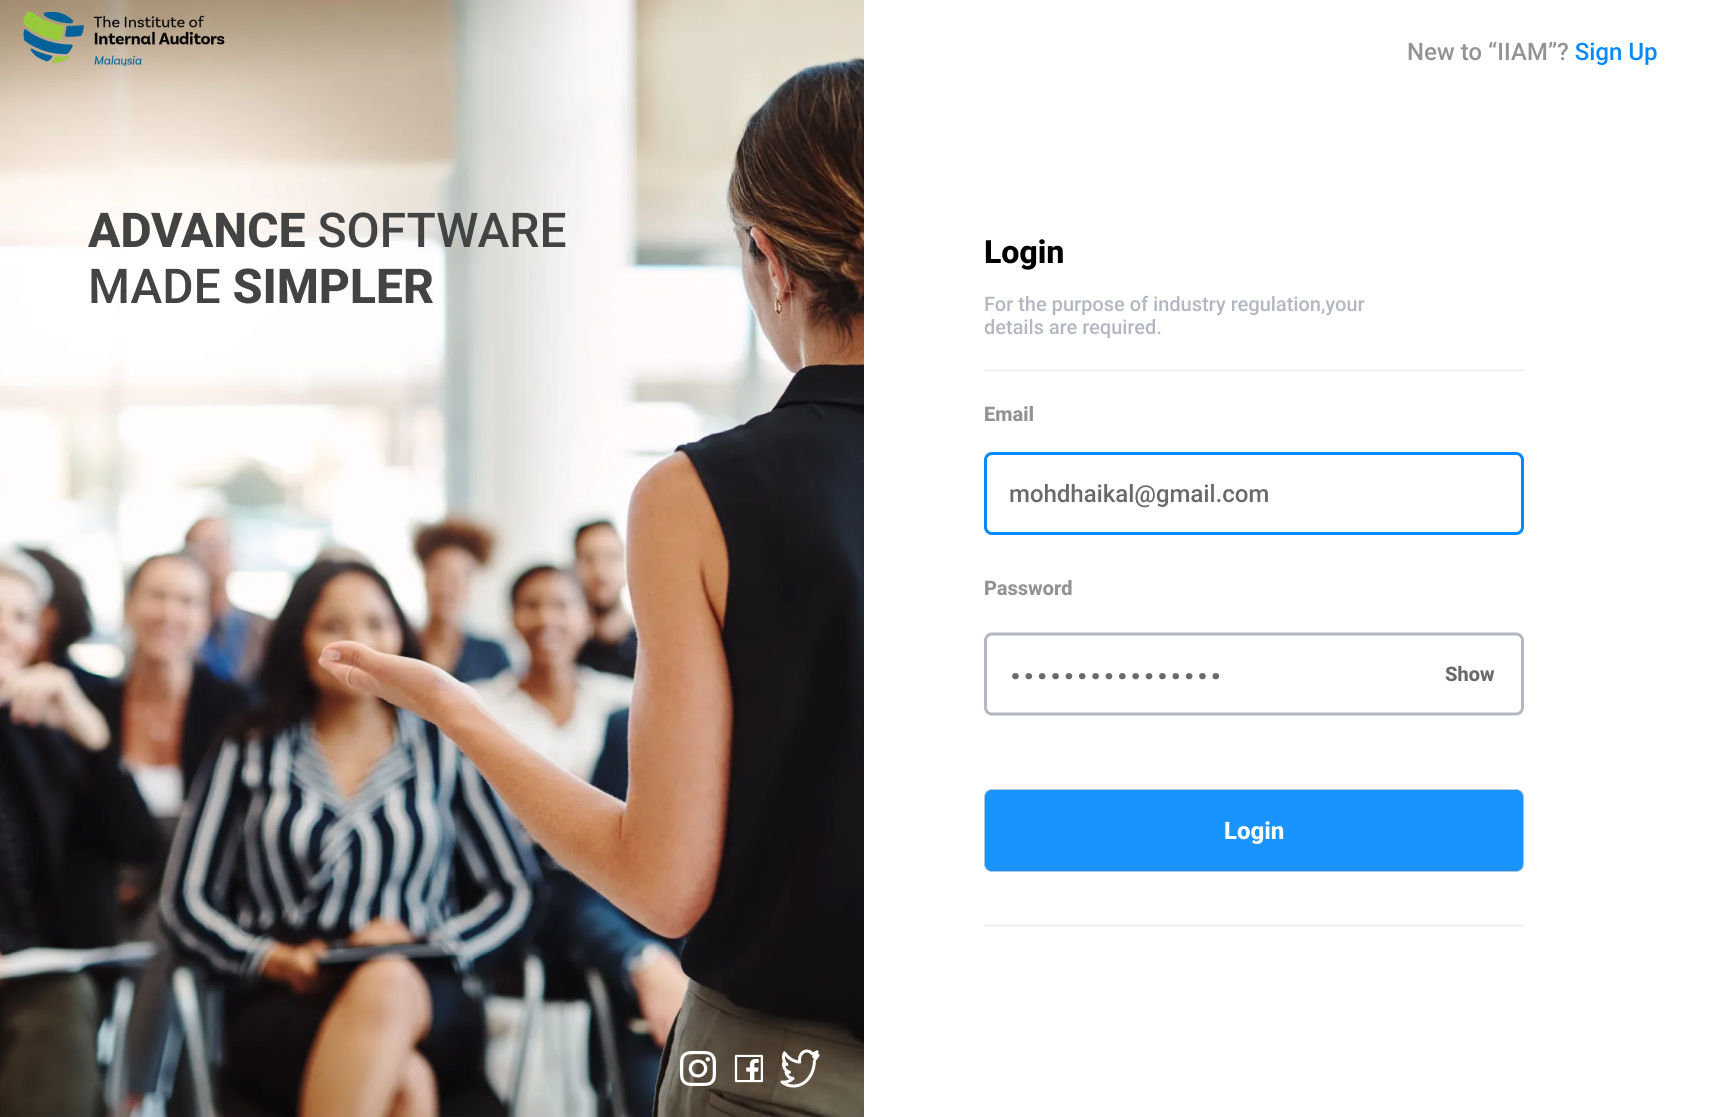 The Institute of
Internal Auditors
Malaysia
New to “IIAM”? Sign Up
ADVANCE SOFTWARE
MADE SIMPLER
Login
For the purpose of industry regulation,your
details are required.
Email
mohdhaikal@gmail.com
Password
••••••••••••••••
Show
Login